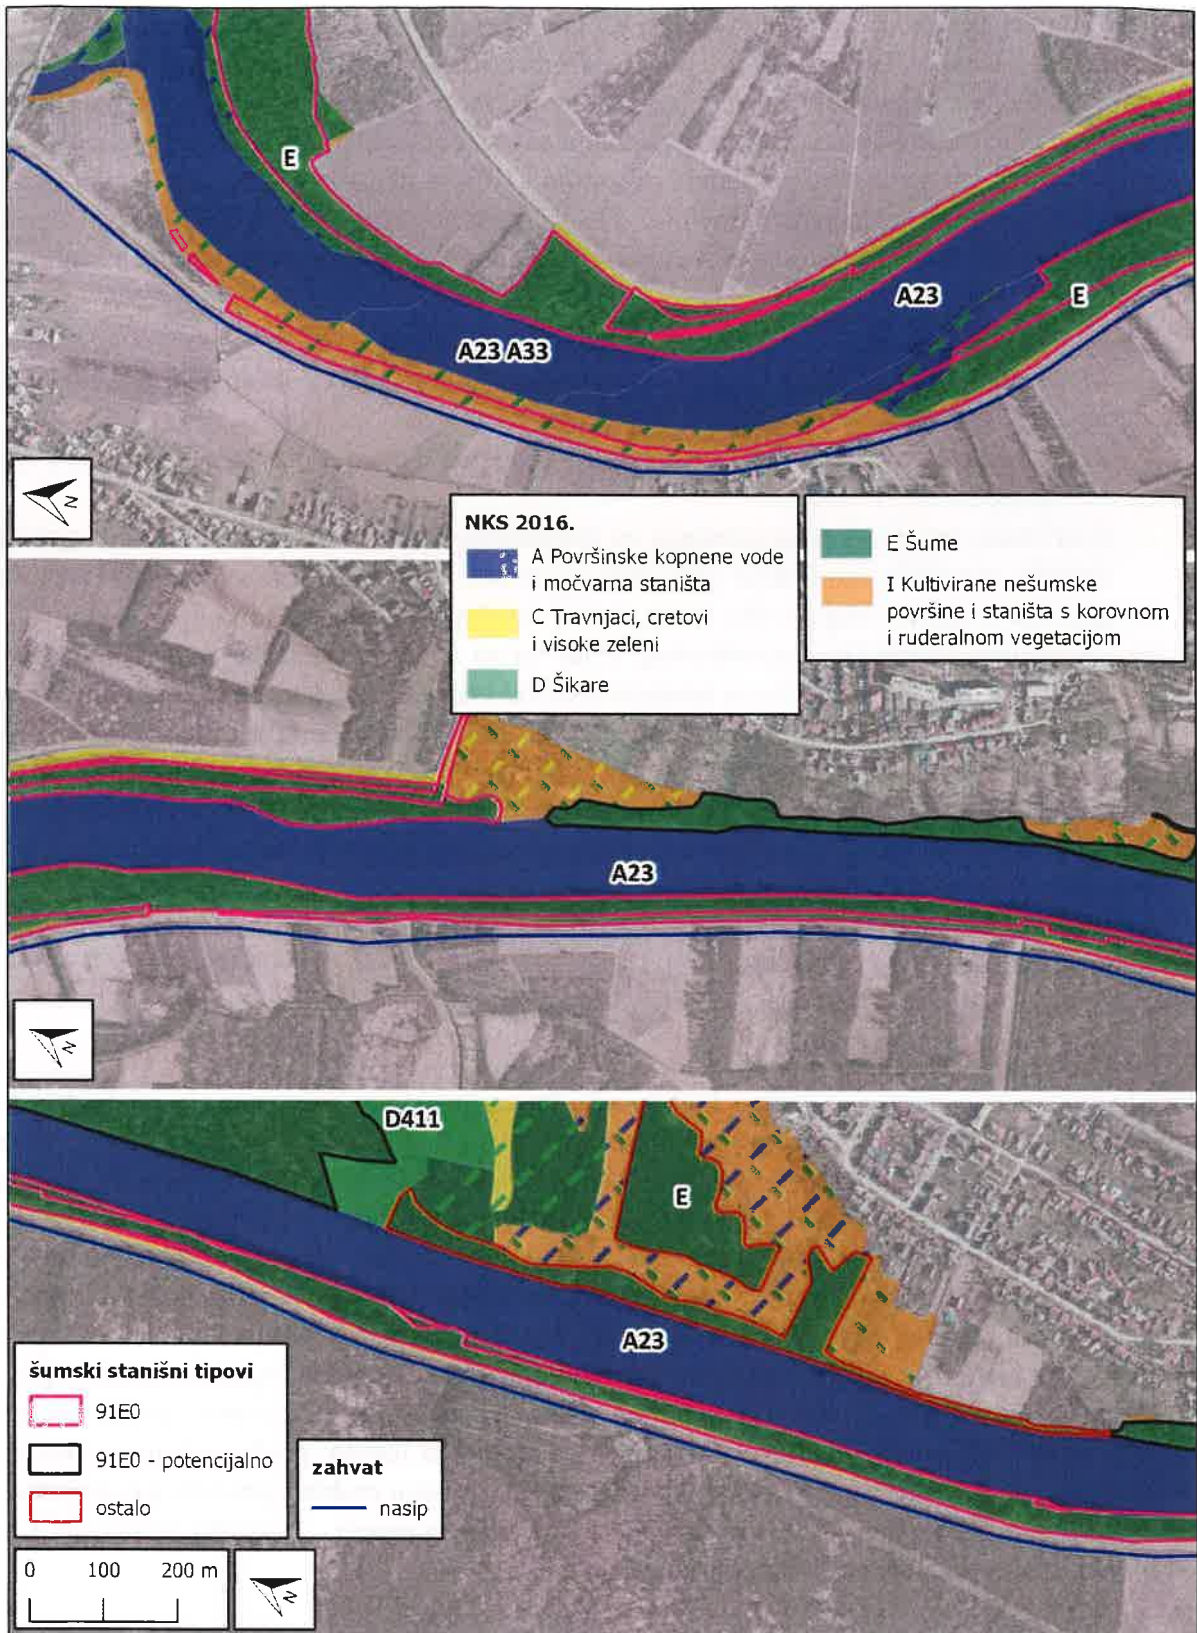 E
A23
E
A23 A33
N
NKS 2016.
A Površinske kopnene vode
i močvarna staništa
C Travnjaci, cretovi
i visoke zeleni
D Šikare
E Šume
I Kultivirane nešumske
površine i staništa s korovnom
i ruderalnom vegetacijom
A23
N
D411
E
A23
šumski stanišni tipovi
91E0
91E0 - potencijalno
ostalo
zahvat
nasip
0 100 200 m
N